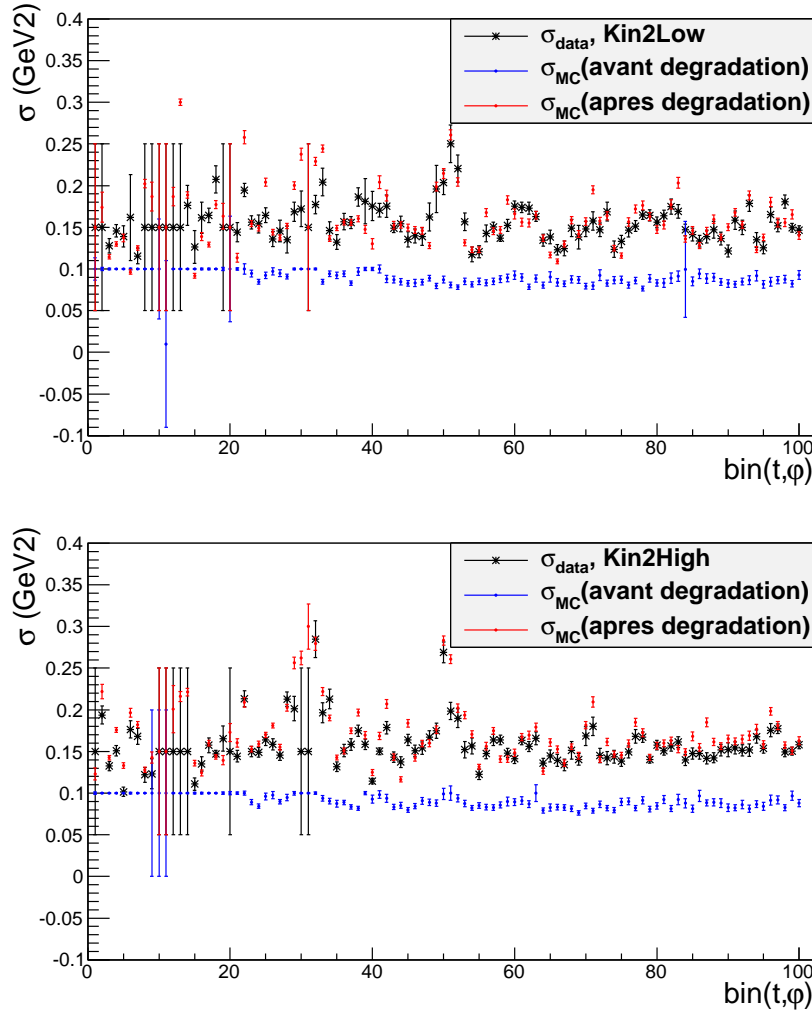 σ (GeV2)
0.4
0.35
0.3
0.25
0.2
0.15
0.1
0.05
0
-0.05
-0.1
σdata, Kin2Low
σMC(avant degradation)
σMC(apres degradation)
0 20 40 60 80 100
bin(t,φ)
σ (GeV2)
0.4
0.35
0.3
0.25
0.2
0.15
0.1
0.05
0
-0.05
-0.1
σdata, Kin2High
σMC(avant degradation)
σMC(apres degradation)
0 20 40 60 80 100
bin(t,φ)